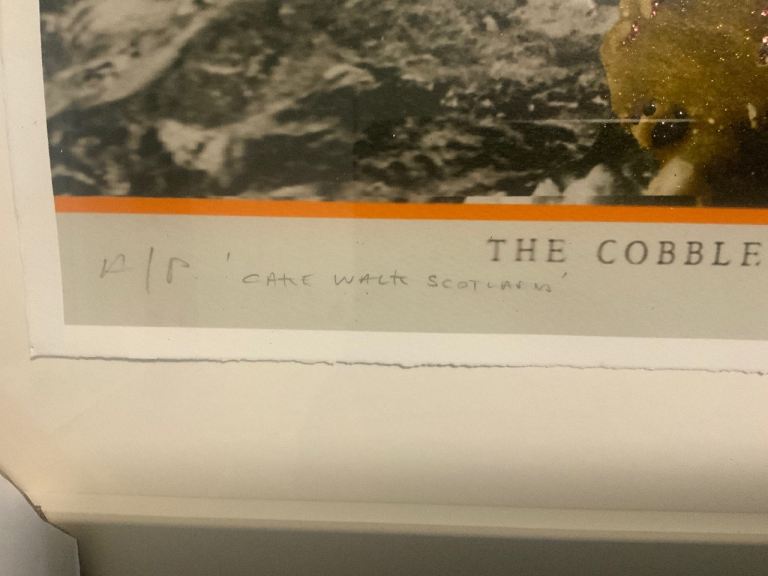 THE COBBLE
A/P 'CAKE WALK SCOTLAND'